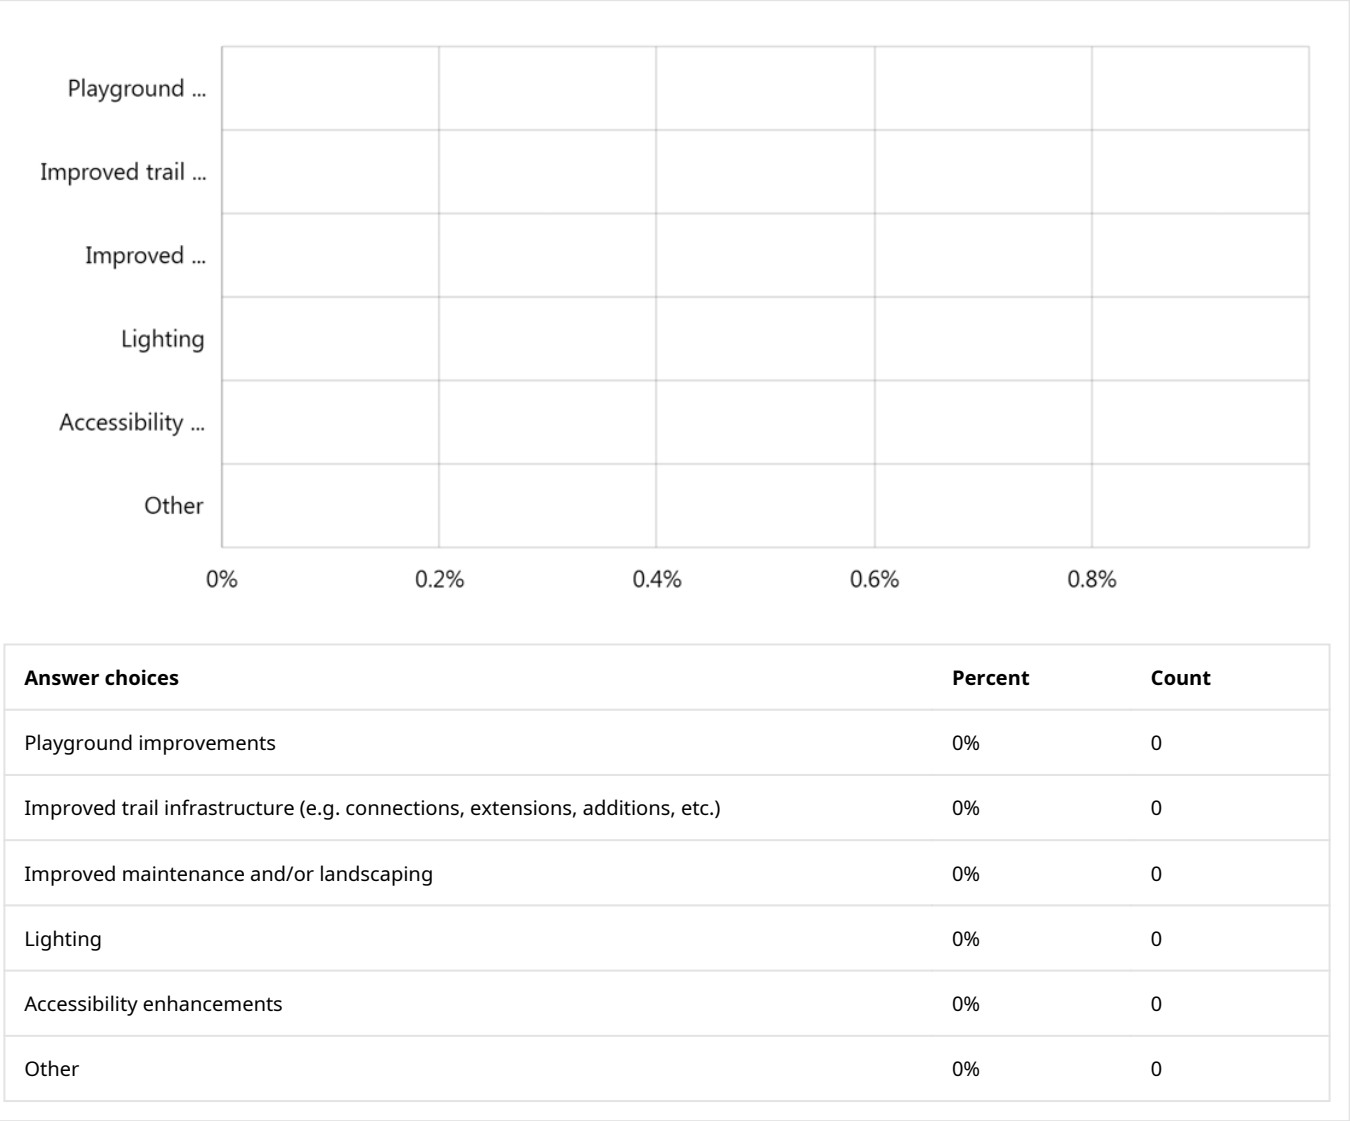 Playground ...
Improved trail ...
Improved ...
Lighting
Accessibility ...
Other
0% 0.2% 0.4% 0.6% 0.8%
Answer choices Percent Count
Playground improvements 0% 0
Improved trail infrastructure (e.g. connections, extensions, additions, etc.) 0% 0
Improved maintenance and/or landscaping 0% 0
Lighting 0% 0
Accessibility enhancements 0% 0
Other 0% 0